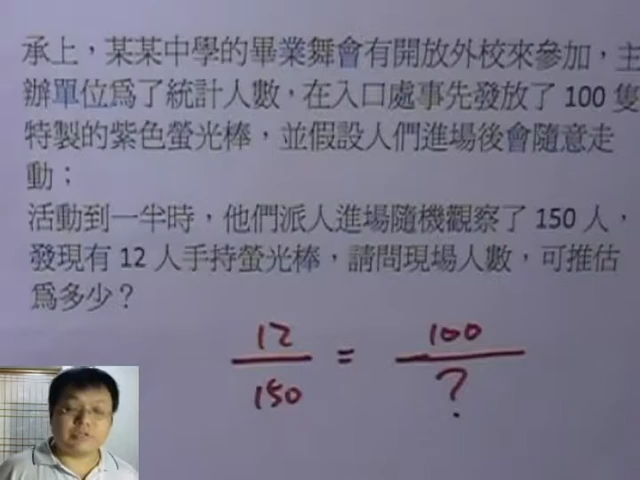 承上，某某中學的畢業舞會有開放外校來參加，主
辦單位為了統計人數，在入口處事先發放了 100 隻
特製的紫色螢光棒，並假設人們進場後會隨意走
動；
活動到一半時，他們派人進場隨機觀察了 150 人，
發現有 12 人手持螢光棒，請問現場人數，可推估
為多少？
12/150 = 100/?